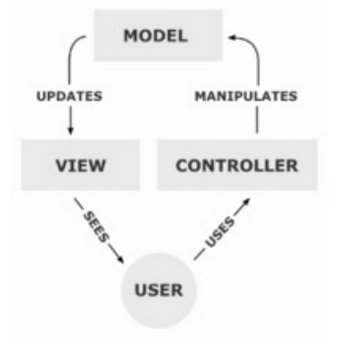 MODEL
UPDATES
MANIPULATES
VIEW
CONTROLLER
SEES
USES
USER